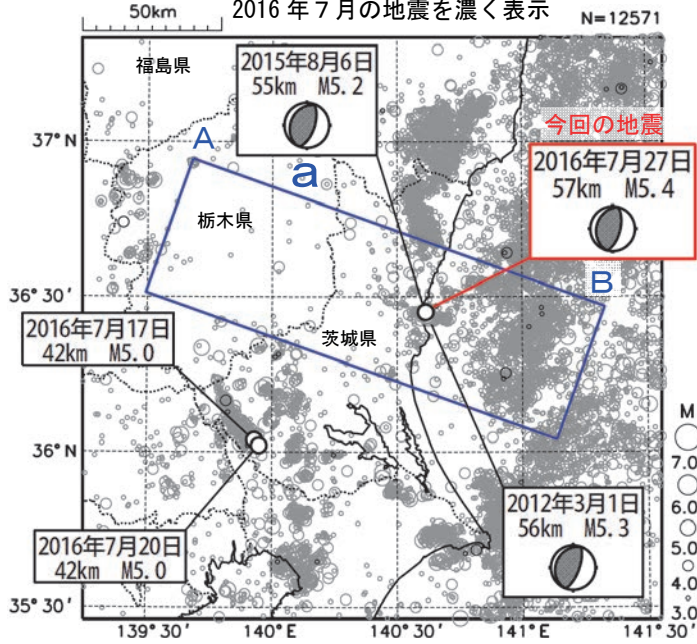 50km
2016年7月の地震を濃く表示
N=12571
福島県
2015年8月6日
55km M5.2
37°N
A
a
今回の地震
2016年7月27日
57km M5.4
栃木県
B
36°30′
2016年7月17日
42km M5.0
茨城県
36°N
M
7.0
6.0
5.0
4.0
3.0
2016年7月20日
42km M5.0
2012年3月1日
56km M5.3
35°30′
139°30′
140°E
140°30′
141°E
141°30′